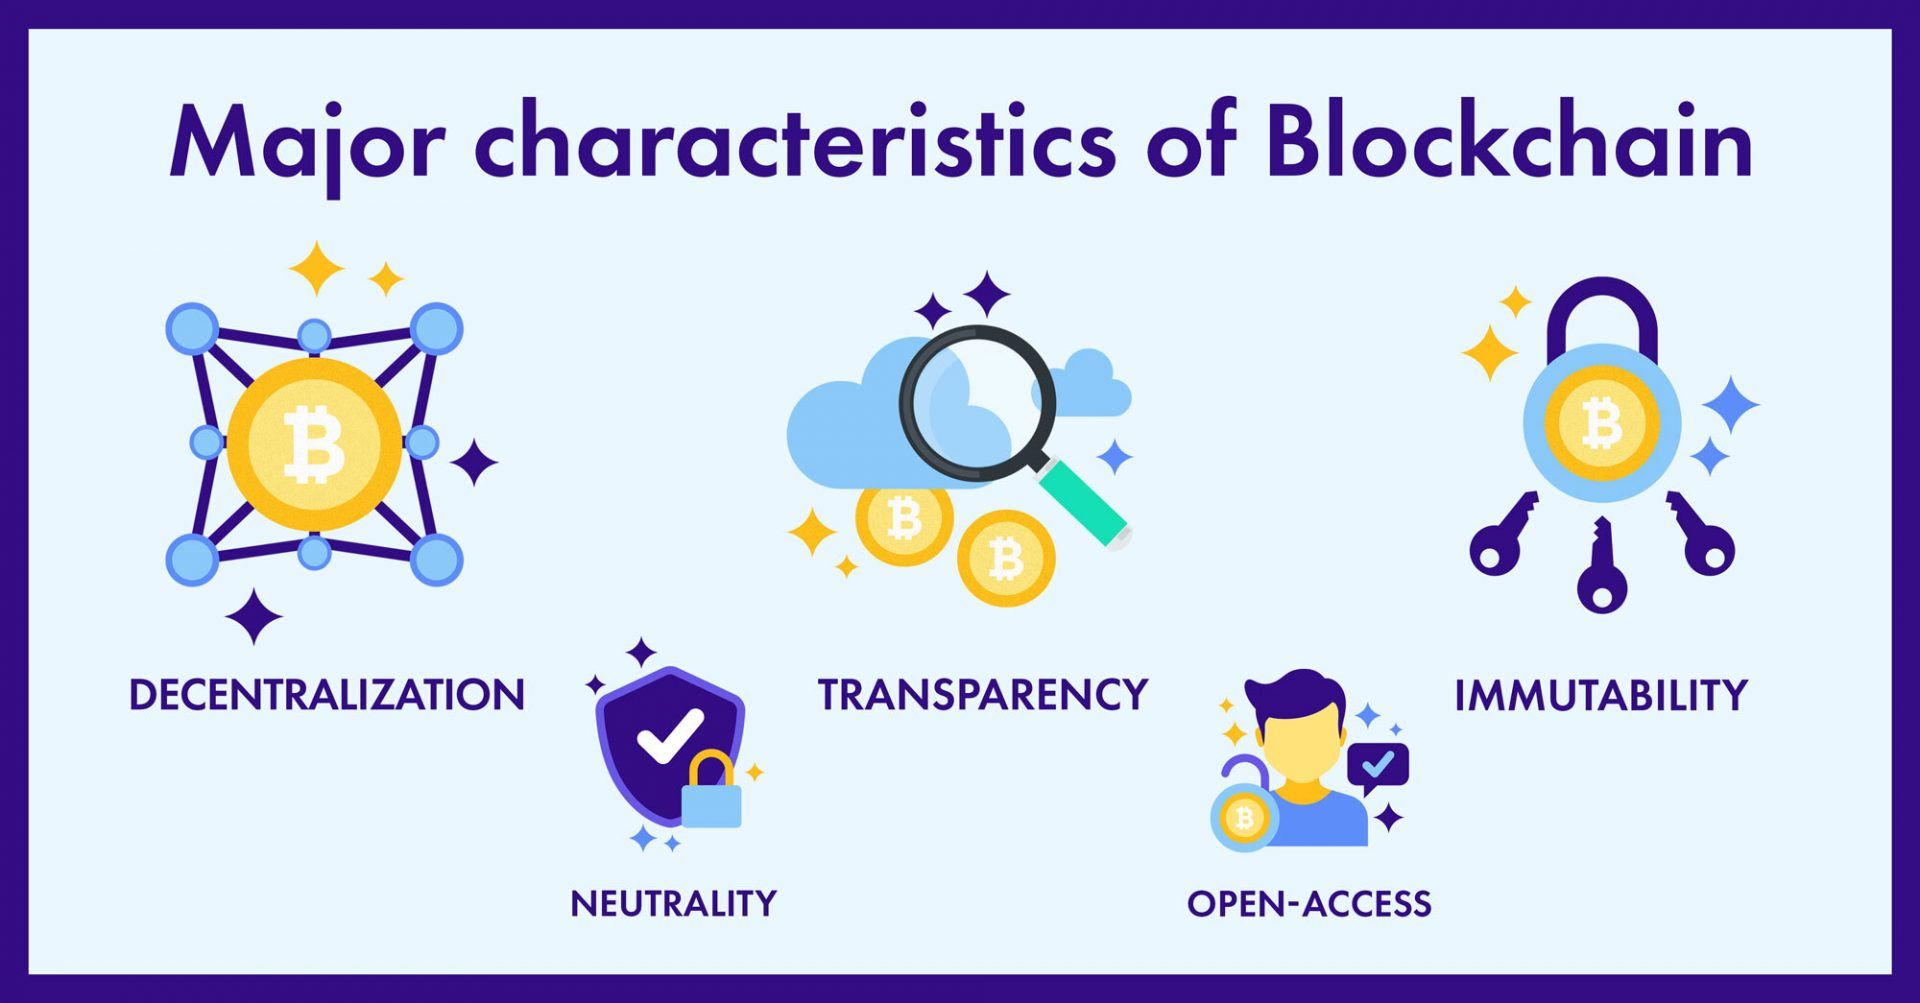 Major characteristics of Blockchain
DECENTRALIZATION
TRANSPARENCY
IMMUTABILITY
NEUTRALITY
OPEN-ACCESS